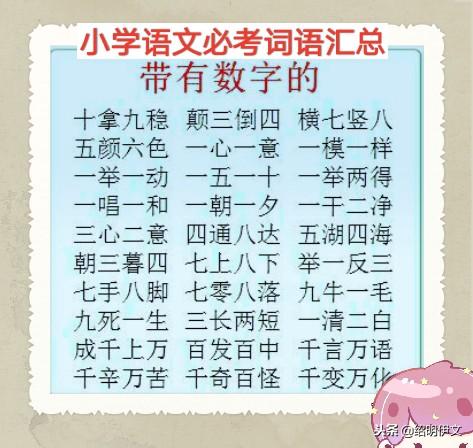 小学语文必考词语汇总
带有数字的
十拿九稳 颠三倒四 横七竖八
五颜六色 一心一意 一模一样
一举一动 一五一十 一举两得
一唱一和 一朝一夕 一干二净
三心二意 四通八达 五湖四海
朝三暮四 七上八下 举一反三
七手八脚 七零八落 九牛一毛
九死一生 三长两短 一清二白
成千上万 百发百中 千言万语
千辛万苦 千奇百怪 千变万化
头条@绍明伊文